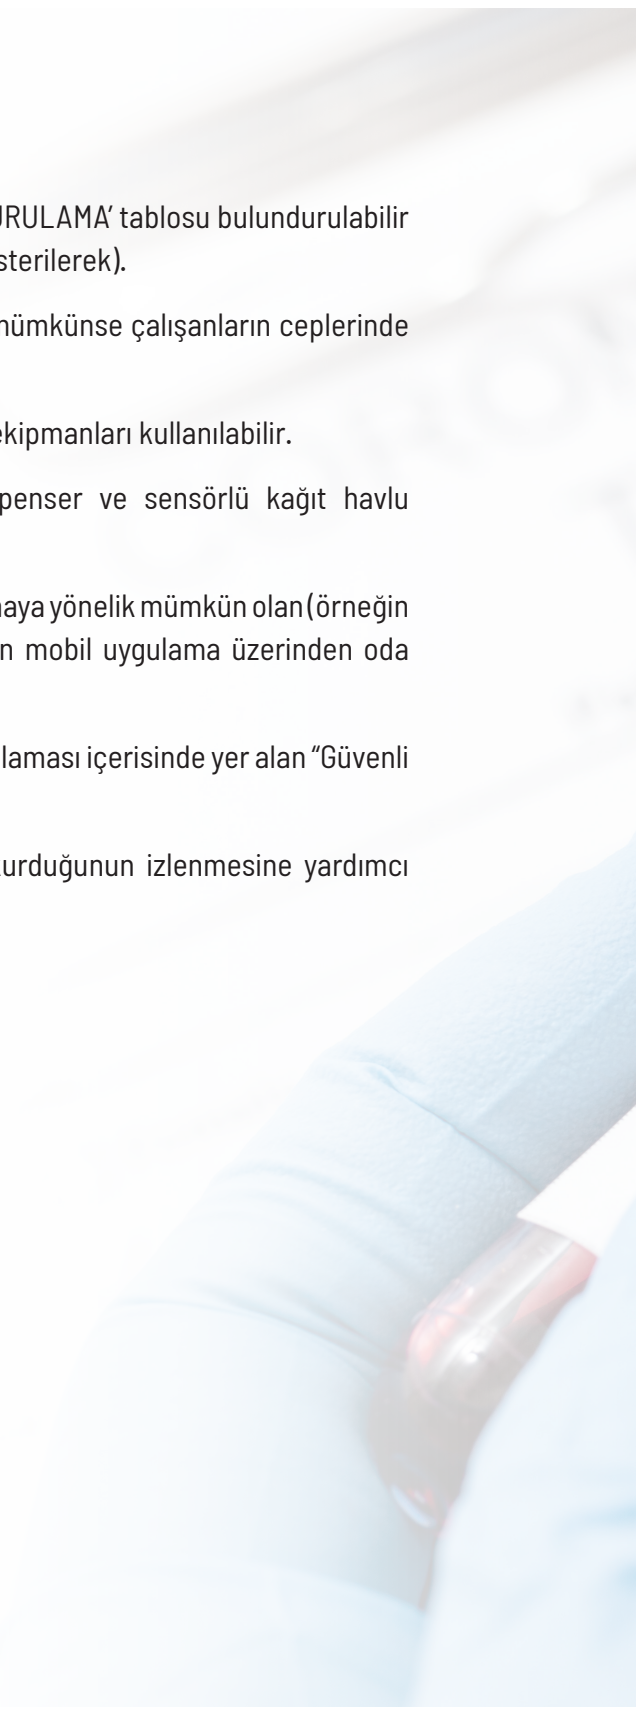 URULAMA’ tablosu bulundurulabilir
sterilerek).
mümkünse çalışanların ceplerinde
ekipmanları kullanılabilir.
penser ve sensörlü kağıt havlu
maya yönelik mümkün olan (örneğin
n mobil uygulama üzerinden oda
laması içerisinde yer alan “Güvenli
urduğunun izlenmesine yardımcı